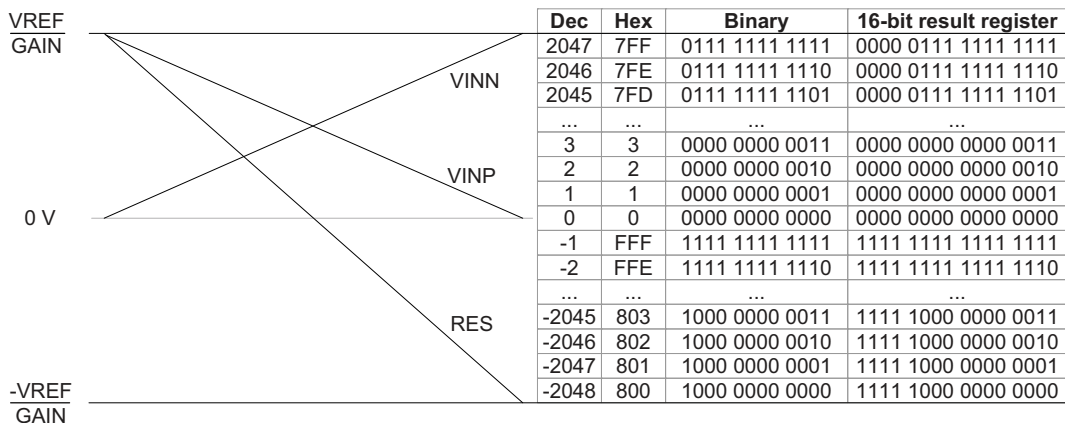 VREF
GAIN
VINN
VINP
0 V
RES
-VREF
GAIN
Dec Hex Binary 16-bit result register
2047 7FF 0111 1111 1111 0000 0111 1111 1111
2046 7FE 0111 1111 1110 0000 0111 1111 1110
2045 7FD 0111 1111 1101 0000 0111 1111 1101
... ... ... ...
3 3 0000 0000 0011 0000 0000 0000 0011
2 2 0000 0000 0010 0000 0000 0000 0010
1 1 0000 0000 0001 0000 0000 0000 0001
0 0 0000 0000 0000 0000 0000 0000 0000
-1 FFF 1111 1111 1111 1111 1111 1111 1111
-2 FFE 1111 1111 1110 1111 1111 1111 1110
... ... ... ...
-2045 803 1000 0000 0011 1111 1000 0000 0011
-2046 802 1000 0000 0010 1111 1000 0000 0010
-2047 801 1000 0000 0001 1111 1000 0000 0001
-2048 800 1000 0000 0000 1111 1000 0000 0000